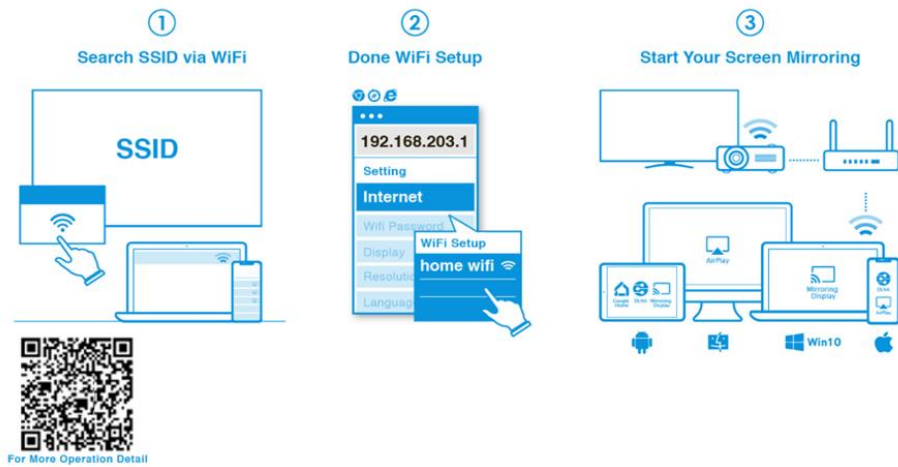 1
Search SSID via WiFi
SSID
2
Done WiFi Setup
192.168.203.1
Setting
Internet
Wifi Password
Display
Resolutio
Language
WiFi Setup
home wifi
3
Start Your Screen Mirroring
AirPlay
Google Home
DLNA
Mirroring Display
Mirroring Display
DLNA
AirPlay
Win10
For More Operation Detail